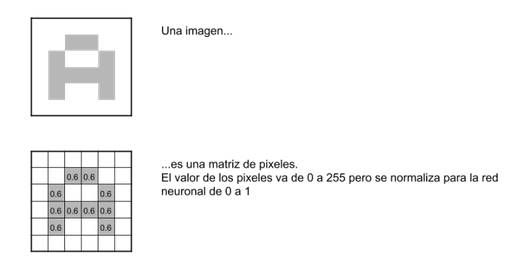 Una imagen...
...es una matriz de pixeles.
El valor de los pixeles va de 0 a 255 pero se normaliza para la red
neuronal de 0 a 1
0.6 0.6
0.6 0.6
0.6 0.6 0.6 0.6
0.6 0.6